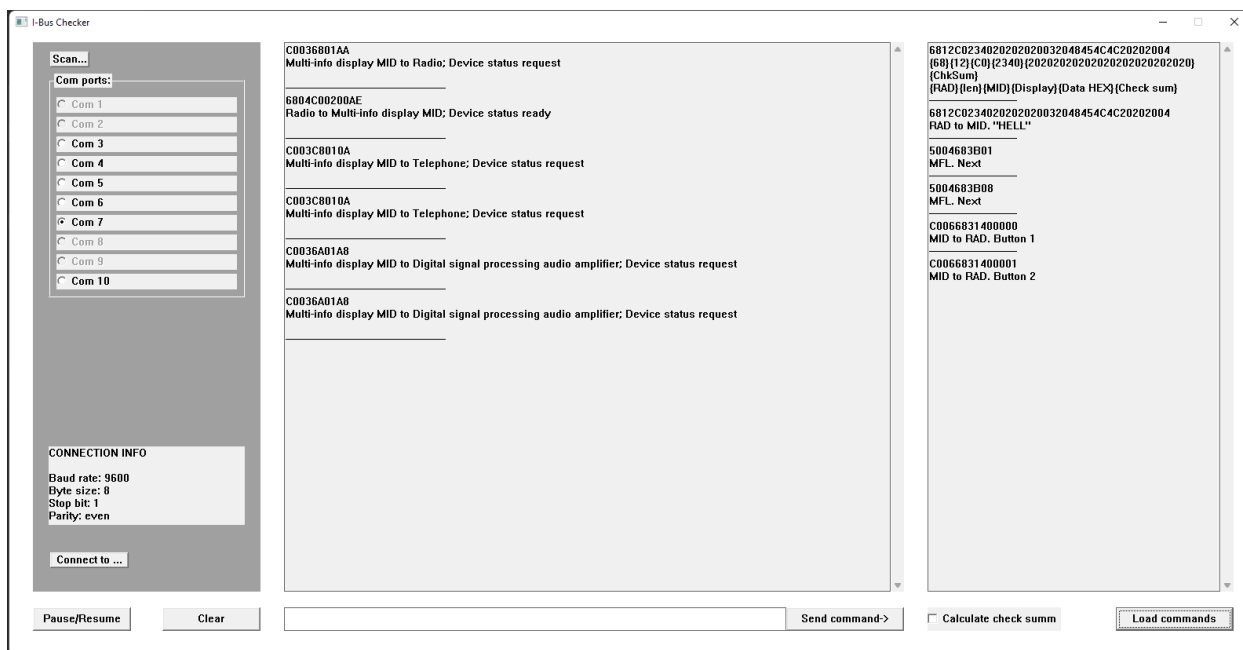 I-Bus Checker
Scan...
Com ports:
Com 1
Com 2
Com 3
Com 4
Com 5
Com 6
Com 7
Com 8
Com 9
Com 10
CONNECTION INFO
Baud rate: 9600
Byte size: 8
Stop bit: 1
Parity: even
Connect to ...
Pause/Resume
Clear
C0036801AA
Multi-info display MID to Radio; Device status request
6804C00200AE
Radio to Multi-info display MID; Device status ready
C003C8010A
Multi-info display MID to Telephone; Device status request
C003C8010A
Multi-info display MID to Telephone; Device status request
C0036A01A8
Multi-info display MID to Digital signal processing audio amplifier; Device status request
C0036A01A8
Multi-info display MID to Digital signal processing audio amplifier; Device status request
Send command->
6812C0234020202020032048454C4C20202004
{68}{12}{C0}{2340}{2020202020202020202020202020}
{ChkSum}
{RAD}{len}{MID}{Display}{Data HEX}{Check sum}
6812C0234020202020032048454C4C20202004
RAD to MID. "HELL"
5004683B01
MFL. Next
5004683B08
MFL. Next
C0066831400000
MID to RAD. Button 1
C0066831400001
MID to RAD. Button 2
Calculate check summ
Load commands